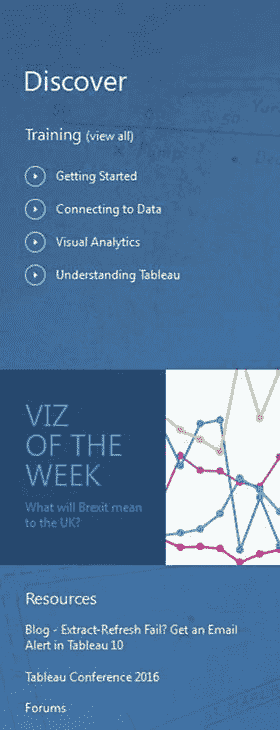 Discover
Training (view all)
Getting Started
Connecting to Data
Visual Analytics
Understanding Tableau
VIZ
OF THE
WEEK
What will Brexit mean
to the UK?
Resources
Blog - Extract-Refresh Fail? Get an Email
Alert in Tableau 10
Tableau Conference 2016
Forums